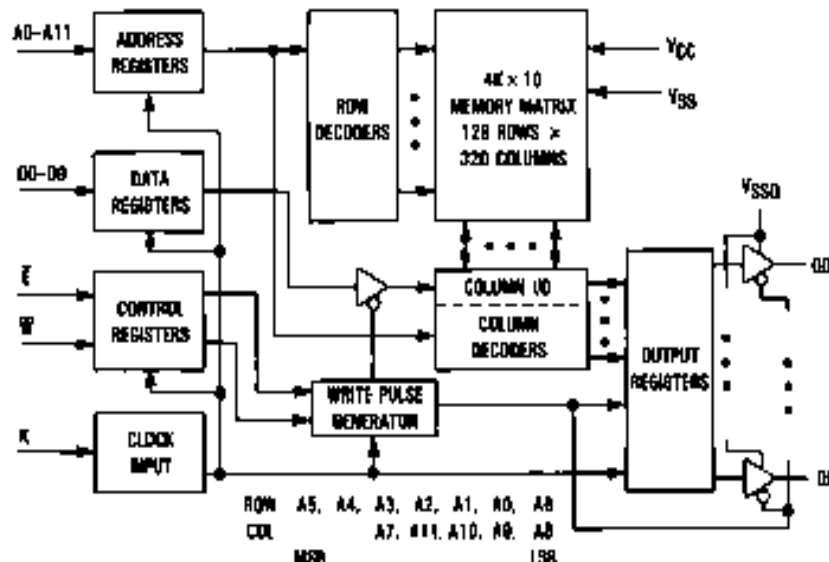 A0-A11
ADDRESS
REGISTERS
ROW
DECODERS
4K × 10
MEMORY MATRIX
128 ROWS ×
320 COLUMNS
VCC
VSS
DATA
REGISTERS
VSSQ
E
W
CONTROL
REGISTERS
COLUMN I/O
COLUMN
DECODERS
OUTPUT
REGISTERS
WRITE PULSE
GENERATOR
K
CLOCK
INPUT
ROW A5, A4, A3, A2, A1, A0, A6
COL A7, A11, A10, A9, A8
MSB LSB